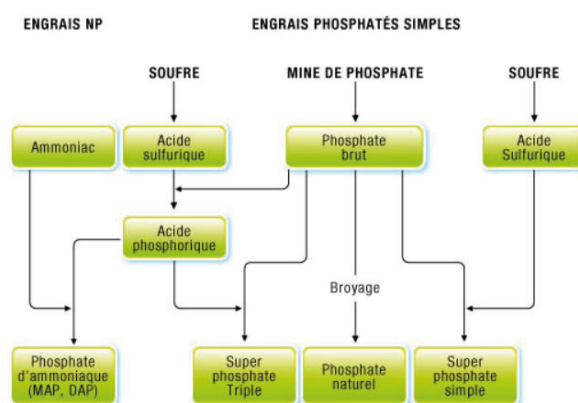 ENGRAIS NP
ENGRAIS PHOSPHATÉS SIMPLES
SOUFRE
MINE DE PHOSPHATE
SOUFRE
Ammoniac
Acide
sulfurique
Phosphate
brut
Acide
Sulfurique
Acide
phosphorique
Broyage
Phosphate
d'ammoniaque
(MAP, DAP)
Super
phosphate
Triple
Phosphate
naturel
Super
phosphate
simple